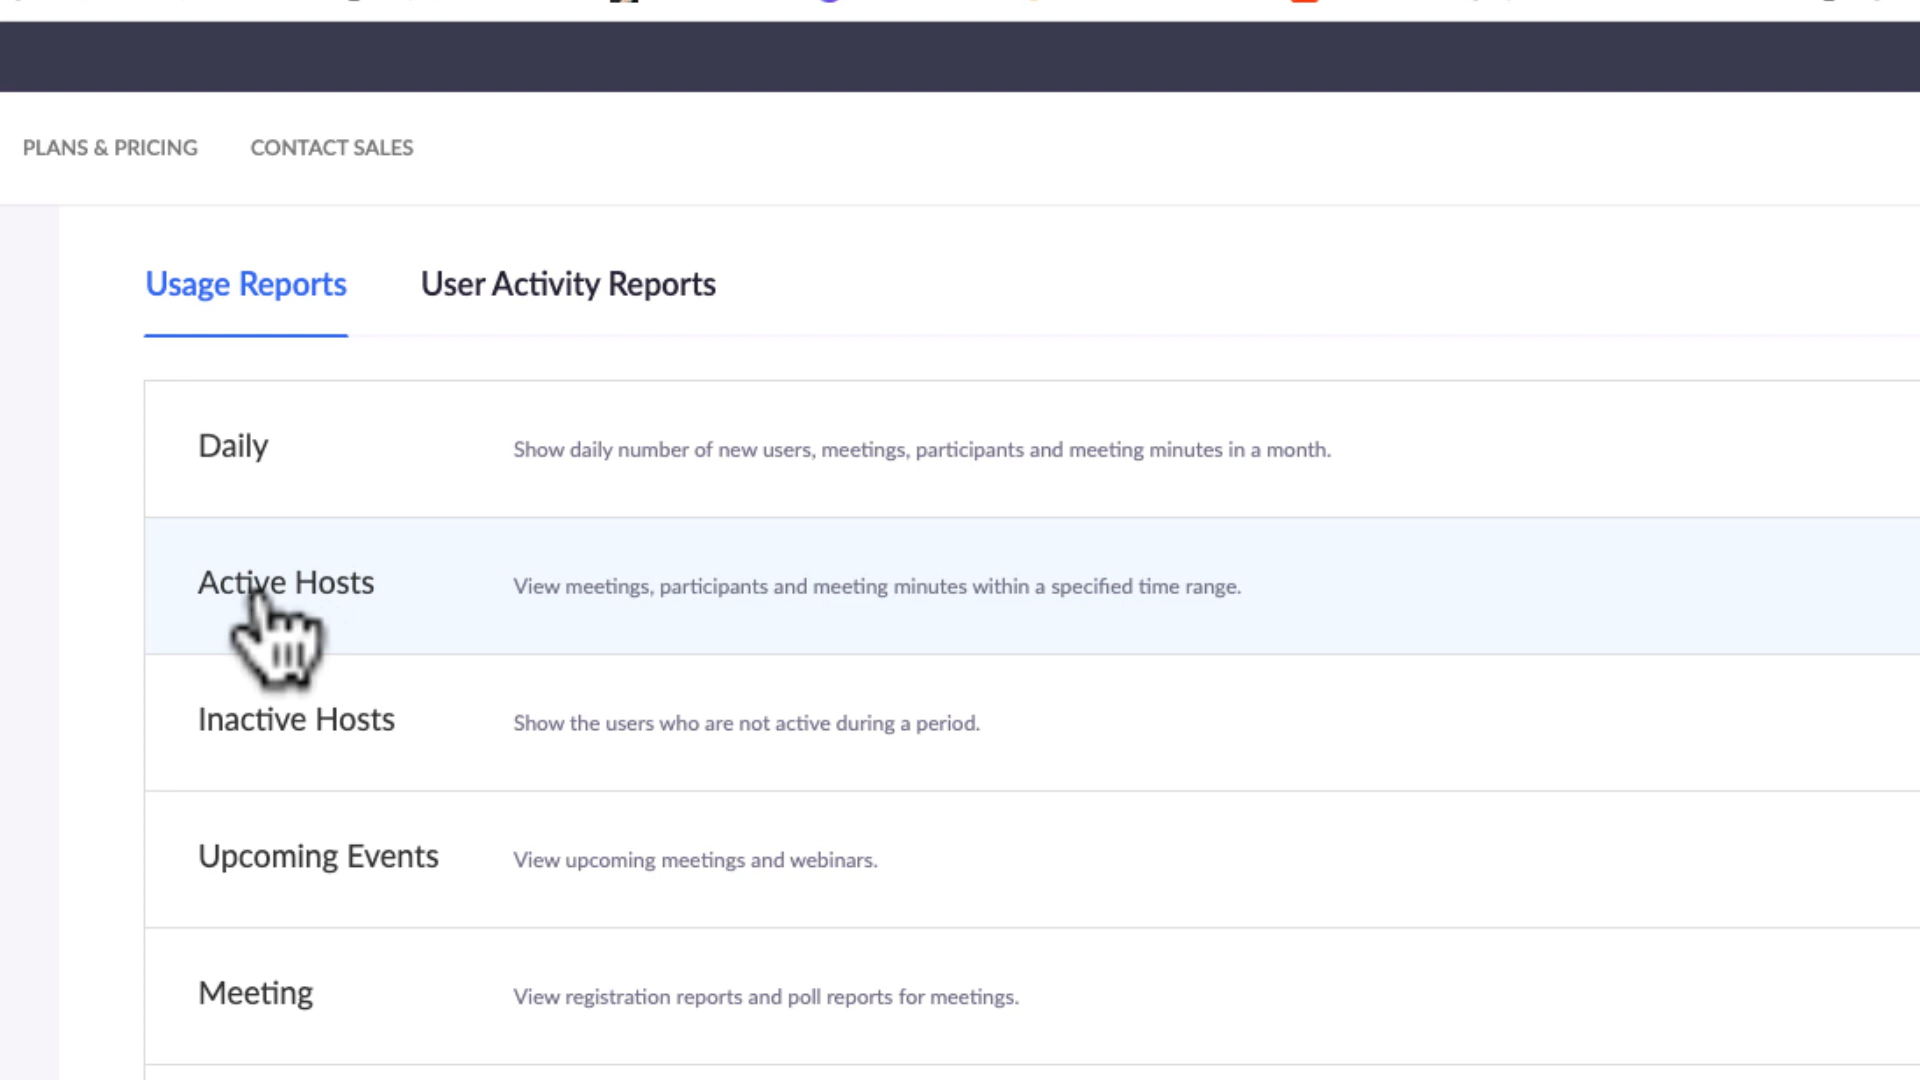 PLANS & PRICING CONTACT SALES
Usage Reports User Activity Reports
Daily Show daily number of new users, meetings, participants and meeting minutes in a month.
Active Hosts View meetings, participants and meeting minutes within a specified time range.
Inactive Hosts Show the users who are not active during a period.
Upcoming Events View upcoming meetings and webinars.
Meeting View registration reports and poll reports for meetings.